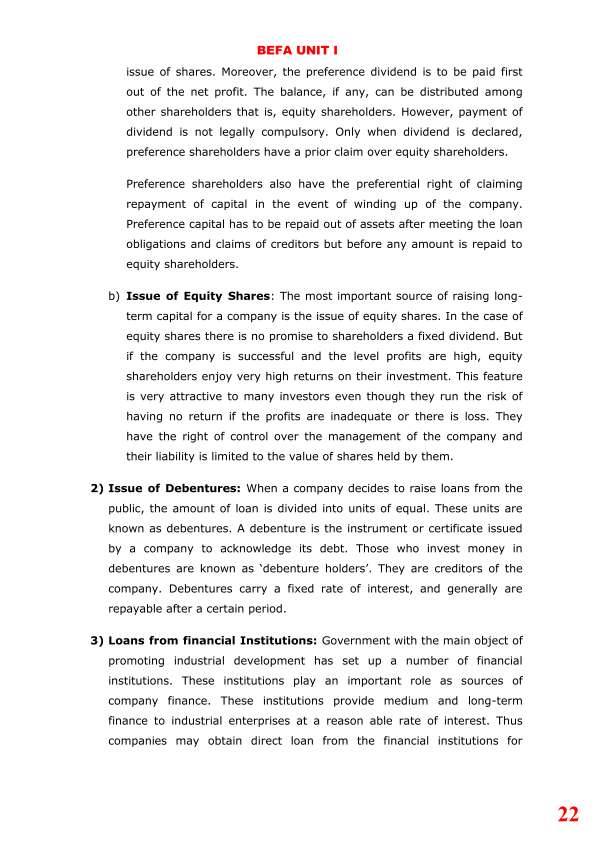 BEFA UNIT I
issue of shares. Moreover, the preference dividend is to be paid first
out of the net profit. The balance, if any, can be distributed among
other shareholders that is, equity shareholders. However, payment of
dividend is not legally compulsory. Only when dividend is declared,
preference shareholders have a prior claim over equity shareholders.
Preference shareholders also have the preferential right of claiming
repayment of capital in the event of winding up of the company.
Preference capital has to be repaid out of assets after meeting the loan
obligations and claims of creditors but before any amount is repaid to
equity shareholders.
b) Issue of Equity Shares: The most important source of raising long-
term capital for a company is the issue of equity shares. In the case of
equity shares there is no promise to shareholders a fixed dividend. But
if the company is successful and the level profits are high, equity
shareholders enjoy very high returns on their investment. This feature
is very attractive to many investors even though they run the risk of
having no return if the profits are inadequate or there is loss. They
have the right of control over the management of the company and
their liability is limited to the value of shares held by them.
2) Issue of Debentures: When a company decides to raise loans from the
public, the amount of loan is divided into units of equal. These units are
known as debentures. A debenture is the instrument or certificate issued
by a company to acknowledge its debt. Those who invest money in
debentures are known as ‘debenture holders’. They are creditors of the
company. Debentures carry a fixed rate of interest, and generally are
repayable after a certain period.
3) Loans from financial Institutions: Government with the main object of
promoting industrial development has set up a number of financial
institutions. These institutions play an important role as sources of
company finance. These institutions provide medium and long-term
finance to industrial enterprises at a reason able rate of interest. Thus
companies may obtain direct loan from the financial institutions for
22